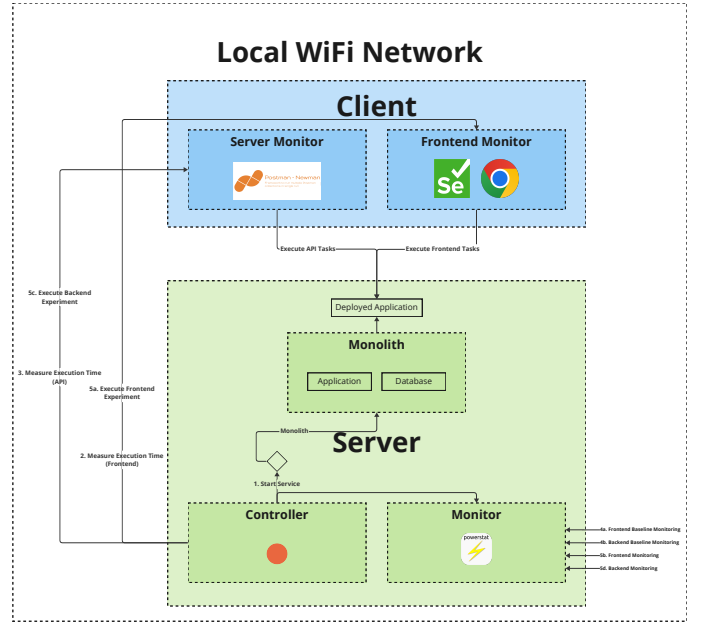 Local WiFi Network
Client
Server Monitor
Frontend Monitor
Postman + Newman
Se
Execute API Tasks
Execute Frontend Tasks
Deployed Application
Monolith
Application
Database
5c. Execute Backend
Experiment
3. Measure Execution Time
(API)
5a. Execute Frontend
Experiment
2. Measure Execution Time
(Frontend)
Monolith
Server
1. Start Service
Controller
Monitor
powerstat
4a. Frontend Baseline Monitoring
4b. Backend Baseline Monitoring
5b. Frontend Monitoring
5d. Backend Monitoring